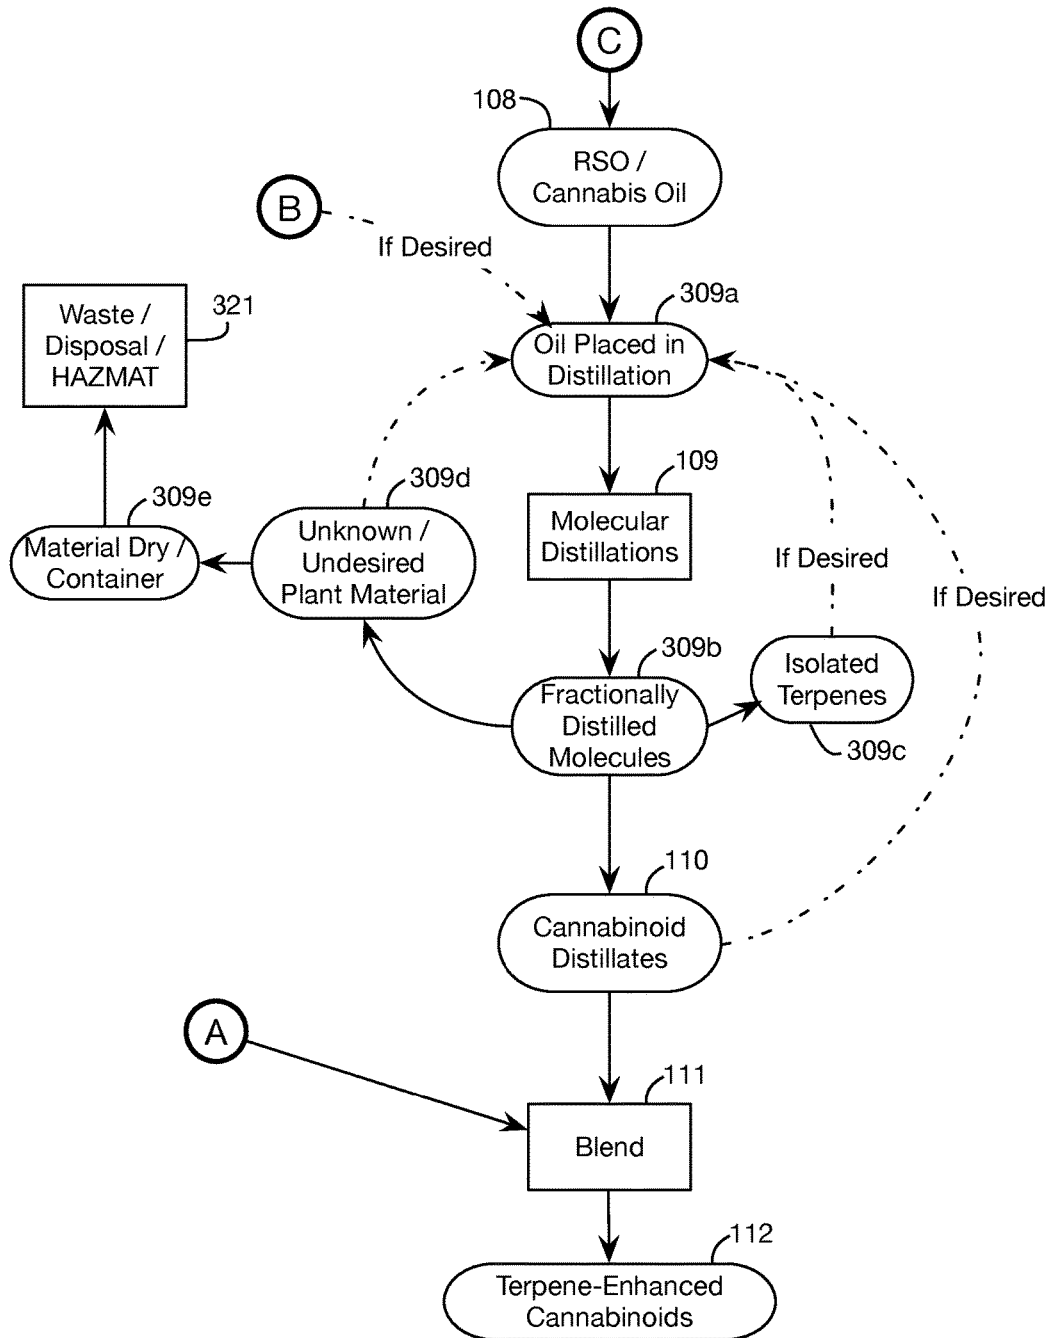 C
108
RSO /
Cannabis Oil
B
If Desired
309a
321
Waste /
Disposal /
HAZMAT
Oil Placed in
Distillation
109
309d
309e
Molecular
Distillations
Unknown /
Undesired
Plant Material
Material Dry /
Container
If Desired
If Desired
309b
Isolated
Terpenes
Fractionally
Distilled
Molecules
309c
110
Cannabinoid
Distillates
A
111
Blend
112
Terpene-Enhanced
Cannabinoids